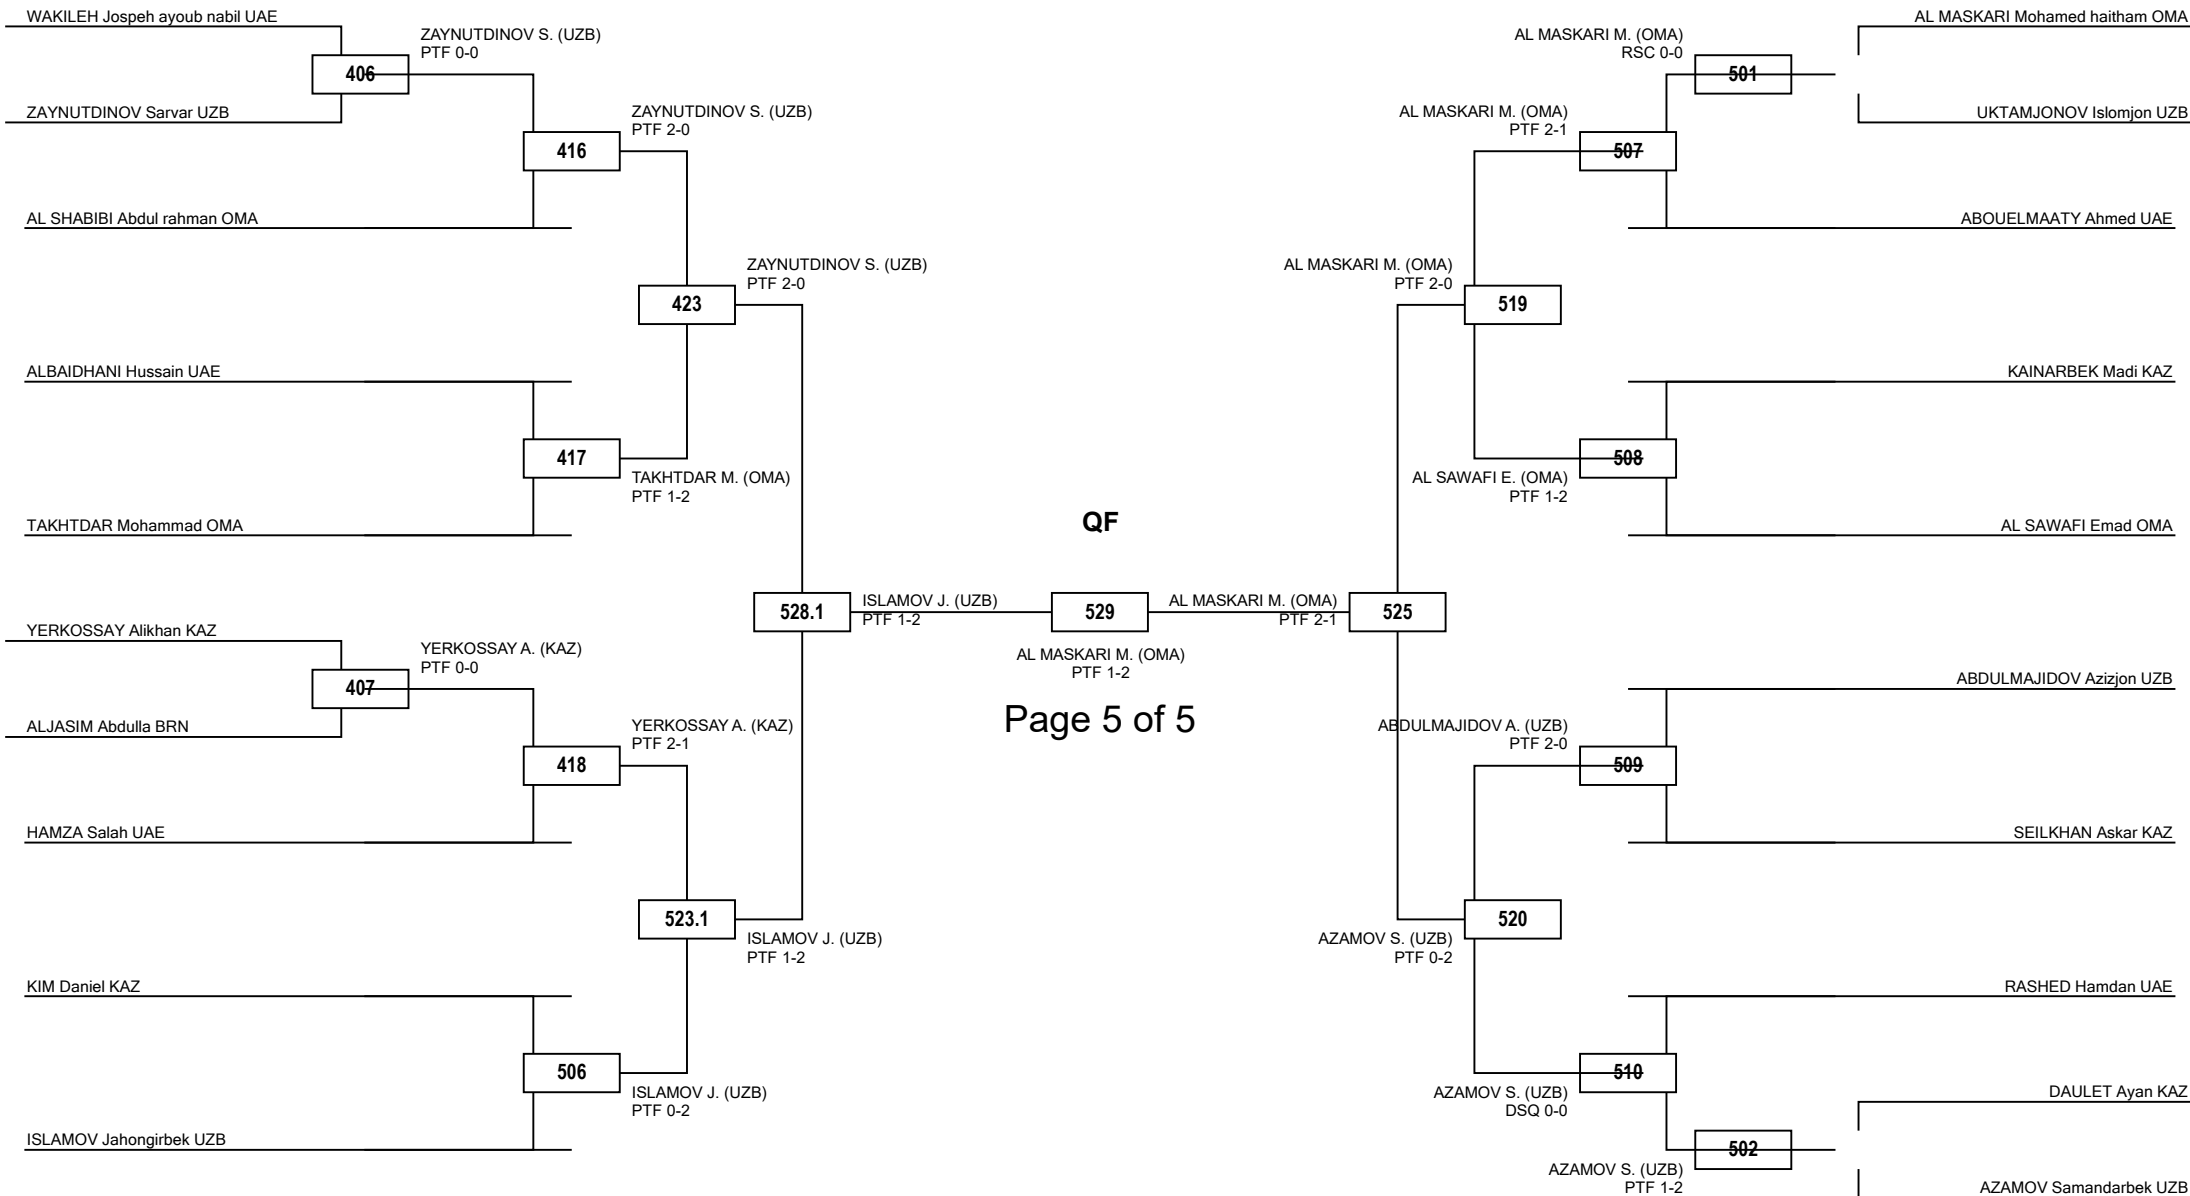 WAKILEH Jospeh ayoub nabil UAE
ZAYNUTDINOV S. (UZB)
PTF 0-0
406
ZAYNUTDINOV Sarvar UZB
ZAYNUTDINOV S. (UZB)
PTF 2-0
416
AL SHABIBI Abdul rahman OMA
ZAYNUTDINOV S. (UZB)
PTF 2-0
423
ALBAIDHANI Hussain UAE
417
TAKHTDAR M. (OMA)
PTF 1-2
TAKHTDAR Mohammad OMA
528.1
ISLAMOV J. (UZB)
PTF 1-2
YERKOSSAY Alikhan KAZ
YERKOSSAY A. (KAZ)
PTF 0-0
407
ALJASIM Abdulla BRN
YERKOSSAY A. (KAZ)
PTF 2-1
418
HAMZA Salah UAE
523.1
ISLAMOV J. (UZB)
PTF 1-2
KIM Daniel KAZ
506
ISLAMOV J. (UZB)
PTF 0-2
ISLAMOV Jahongirbek UZB
QF
529
AL MASKARI M. (OMA)
PTF 1-2
Page 5 of 5
AL MASKARI Mohamed haitham OMA
AL MASKARI M. (OMA)
RSC 0-0
501
UKTAMJONOV Islomjon UZB
AL MASKARI M. (OMA)
PTF 2-1
507
ABOUELMAATY Ahmed UAE
AL MASKARI M. (OMA)
PTF 2-0
519
KAINARBEK Madi KAZ
508
AL SAWAFI E. (OMA)
PTF 1-2
AL SAWAFI Emad OMA
AL MASKARI M. (OMA)
PTF 2-1
525
ABDULMAJIDOV Azizjon UZB
ABDULMAJIDOV A. (UZB)
PTF 2-0
509
SEILKHAN Askar KAZ
520
AZAMOV S. (UZB)
PTF 0-2
RASHED Hamdan UAE
510
AZAMOV S. (UZB)
DSQ 0-0
DAULET Ayan KAZ
502
AZAMOV S. (UZB)
PTF 1-2
AZAMOV Samandarbek UZB